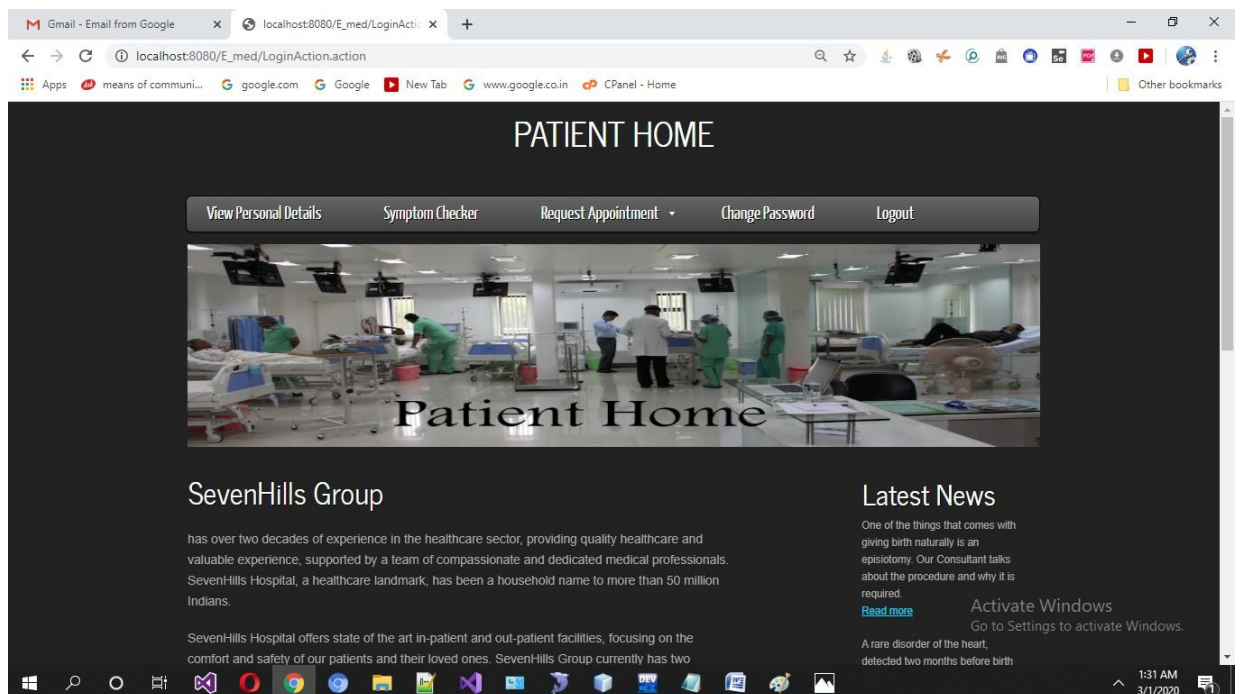 Gmail - Email from Google
localhost:8080/E_med/LoginActi
localhost:8080/E_med/LoginAction.action
Apps
means of communi...
google.com
Google
New Tab
www.google.co.in
CPanel - Home
Other bookmarks
PATIENT HOME
View Personal Details
Symptom Checker
Request Appointment
Change Password
Logout
Patient Home
SevenHills Group
has over two decades of experience in the healthcare sector, providing quality healthcare and
valuable experience, supported by a team of compassionate and dedicated medical professionals.
SevenHills Hospital, a healthcare landmark, has been a household name to more than 50 million
Indians.
SevenHills Hospital offers state of the art in-patient and out-patient facilities, focusing on the
comfort and safety of our patients and their loved ones. SevenHills Group currently has two
Latest News
One of the things that comes with
giving birth naturally is an
episiotomy. Our Consultant talks
about the procedure and why it is
required.
Read more
A rare disorder of the heart,
detected two months before birth
Activate Windows
Go to Settings to activate Windows.
DEV
1:31 AM
3/1/2020